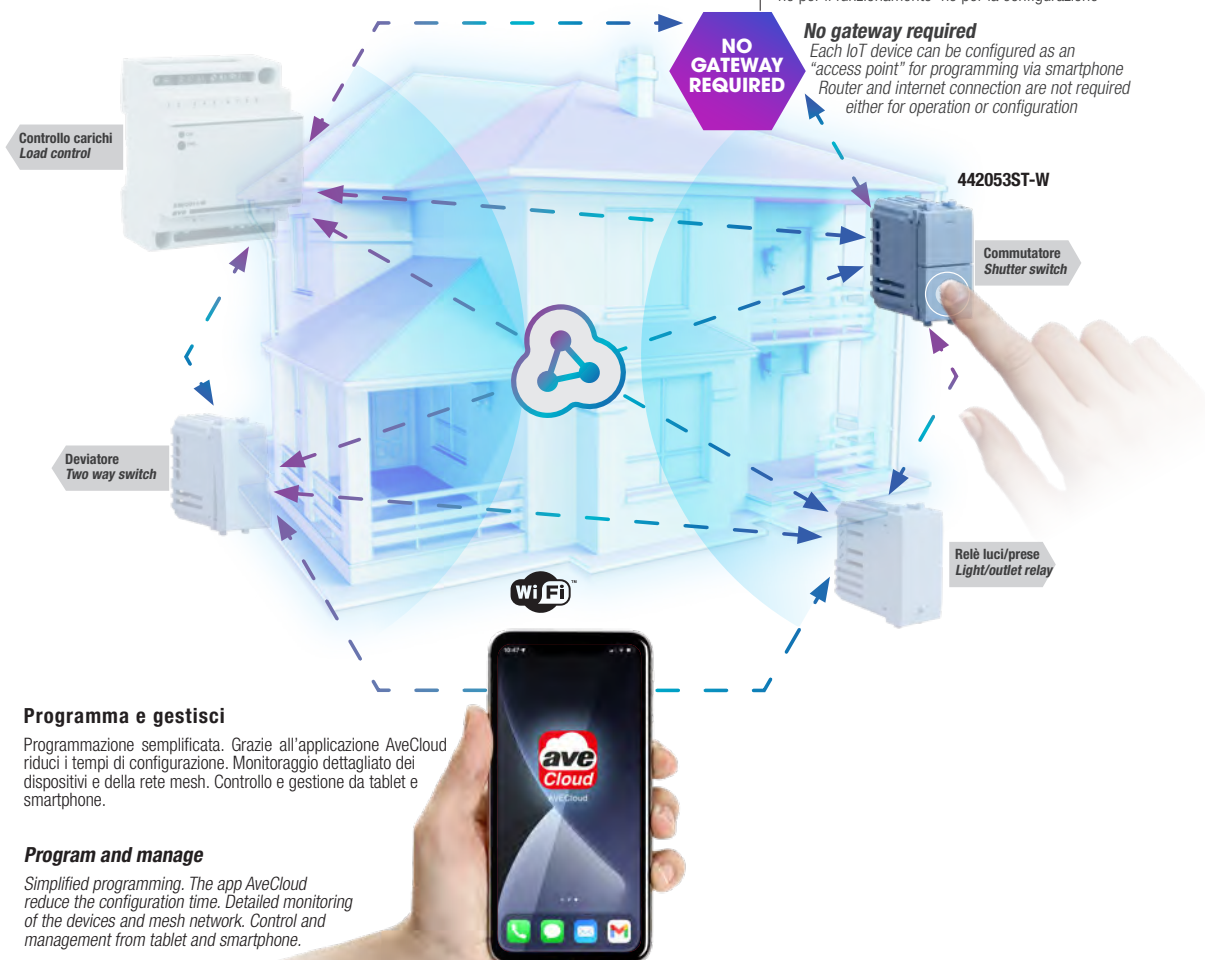 NO
GATEWAY
REQUIRED
No gateway required
Each IoT device can be configured as an
“access point” for programming via smartphone
Router and internet connection are not required
either for operation or configuration
Controllo carichi
Load control
442053ST-W
Commutatore
Shutter switch
Deviatore
Two way switch
Relè luci/prese
Light/outlet relay
Wi Fi™
10:47
ave
Cloud
AVECloud
Programma e gestisci
Programmazione semplificata. Grazie all'applicazione AveCloud
riduci i tempi di configurazione. Monitoraggio dettagliato dei
dispositivi e della rete mesh. Controllo e gestione da tablet e
smartphone.
Program and manage
Simplified programming. The app AveCloud
reduce the configuration time. Detailed monitoring
of the devices and mesh network. Control and
management from tablet and smartphone.